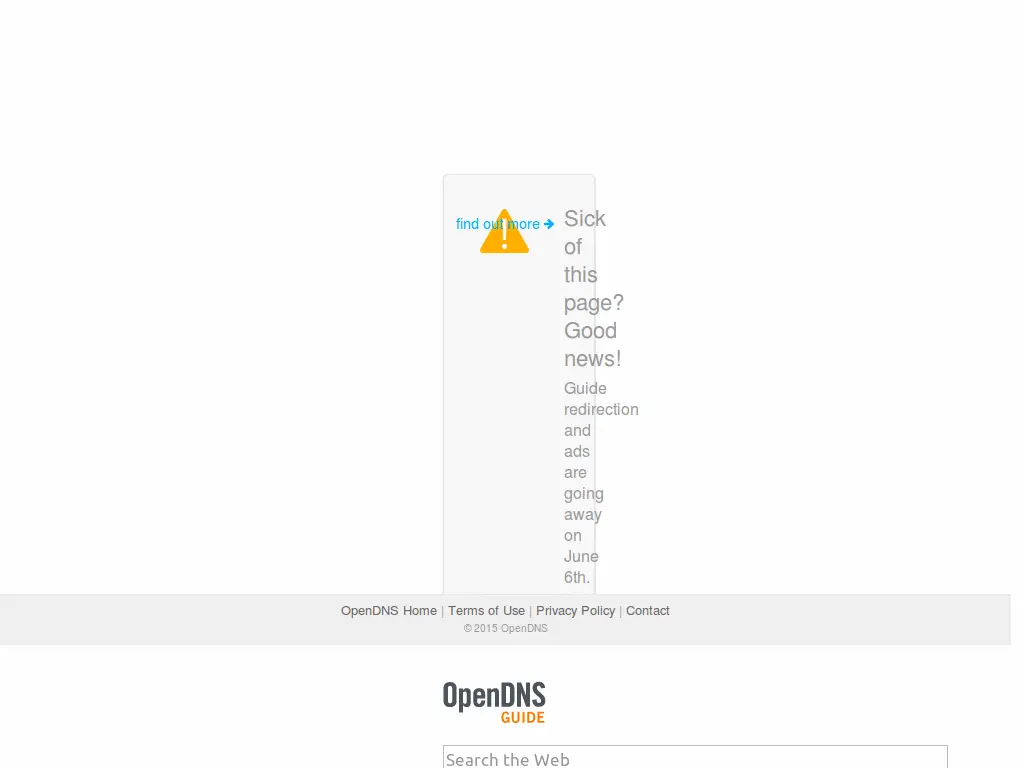 find out more
Sick
of
this
page?
Good
news!
Guide
redirection
and
ads
are
going
away
on
June
6th.
OpenDNS Home | Terms of Use | Privacy Policy | Contact
© 2015 OpenDNS
OpenDNS
GUIDE
Search the Web